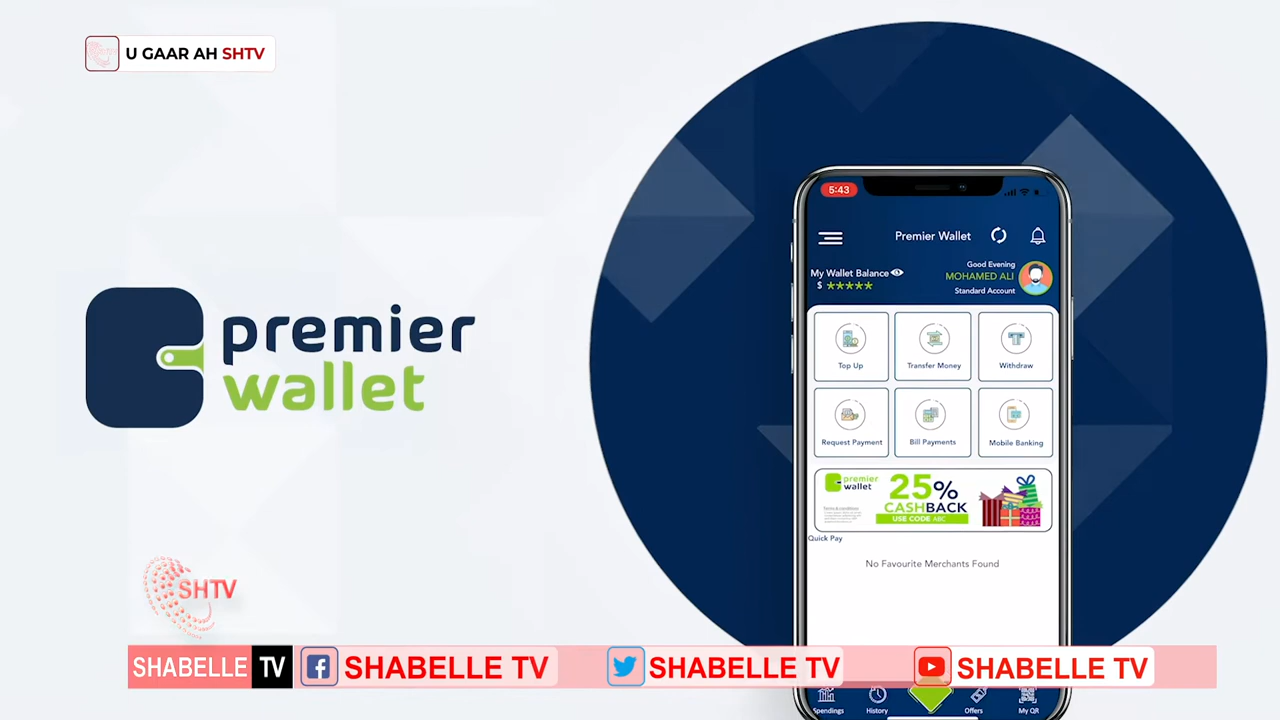 U GAAR AH SHTV
premier
wallet
5:43
Premier Wallet
Good Evening
My Wallet Balance
MOHAMED ALI
$ *****
Standard Account
Top Up
Transfer Money
Withdraw
Request Payment
Bill Payments
Mobile Banking
premier
wallet
25%
CASHBACK
USE CODE ABC
Terms & conditions
Quick Pay
No Favourite Merchants Found
SHTV
SHABELLE TV
SHABELLE TV
SHABELLE TV
SHABELLE TV
Spendings
History
Offers
My QR